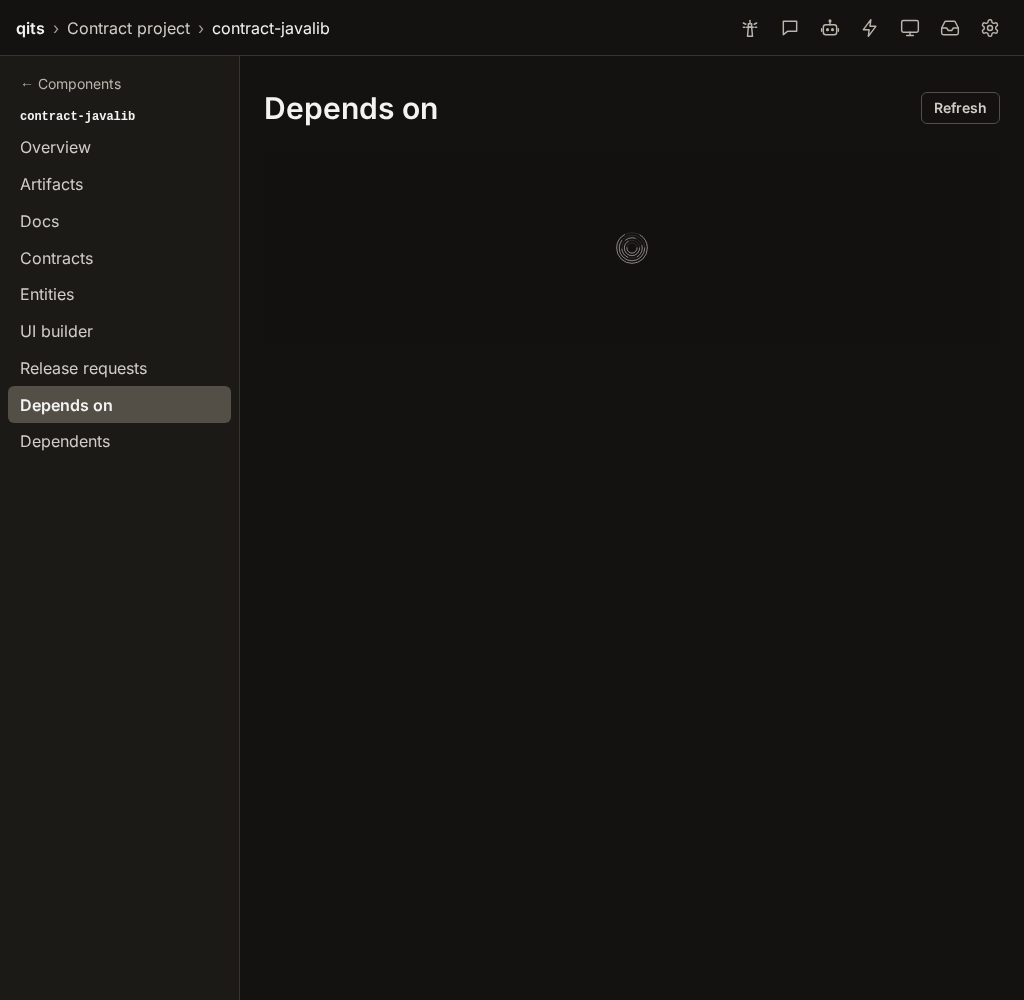 qits › Contract project › contract-javalib
← Components
contract-javalib
Overview
Artifacts
Docs
Contracts
Entities
UI builder
Release requests
Depends on
Dependents
Depends on
Refresh